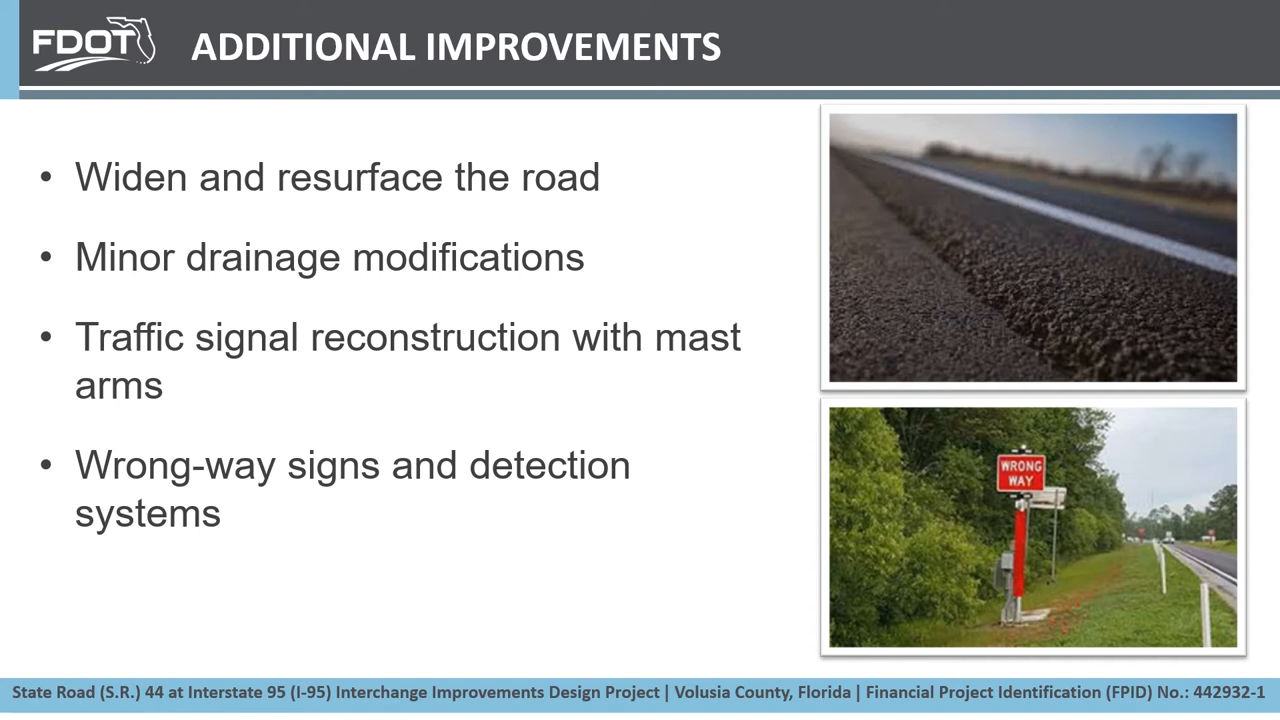 FDOT
ADDITIONAL IMPROVEMENTS
• Widen and resurface the road
• Minor drainage modifications
• Traffic signal reconstruction with mast
arms
• Wrong-way signs and detection
systems
WRONG
WAY
State Road (S.R.) 44 at Interstate 95 (I-95) Interchange Improvements Design Project | Volusia County, Florida | Financial Project Identification (FPID) No.: 442932-1